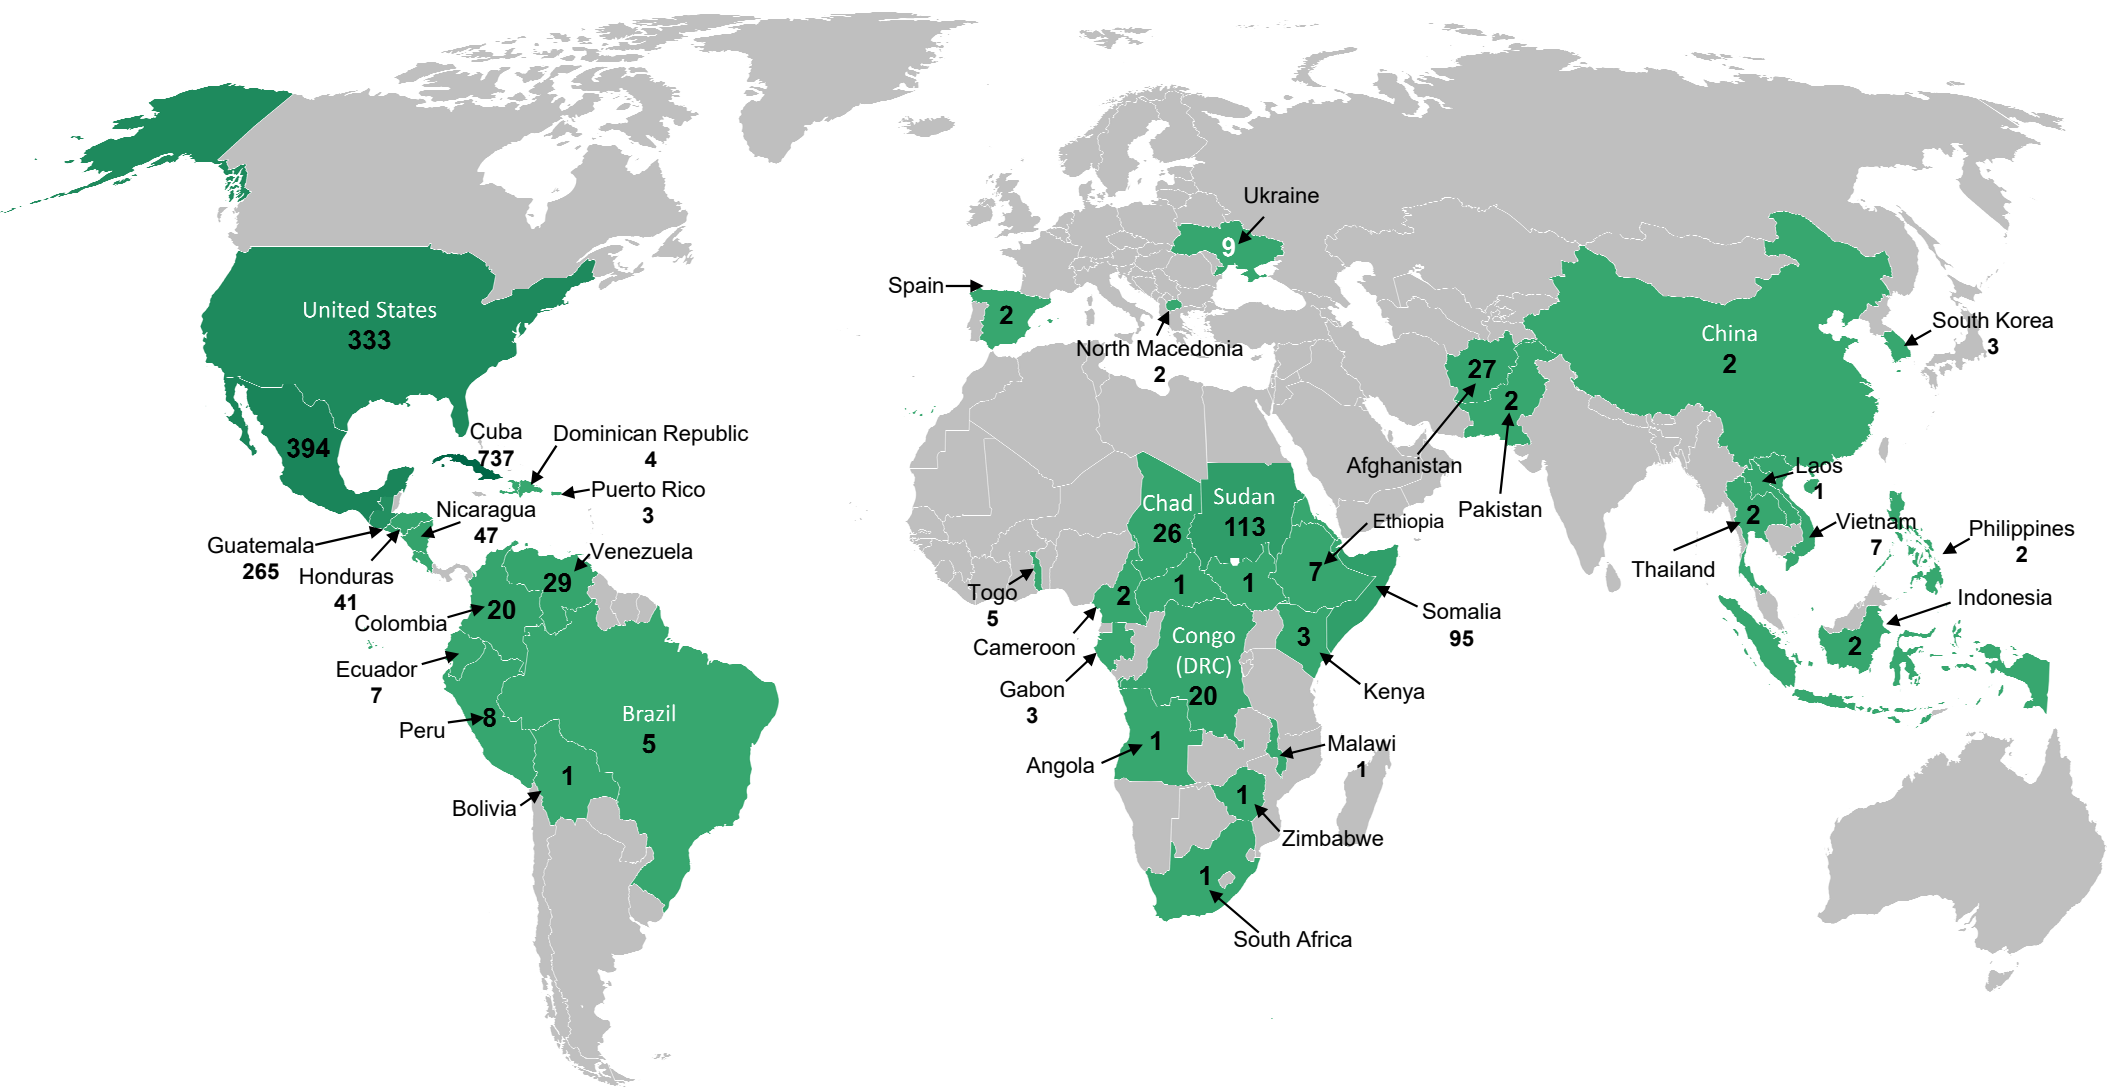 United States
333
394
Cuba
737
Dominican Republic
4
Puerto Rico
3
Nicaragua
47
Guatemala
265
Honduras
41
Venezuela
29
Colombia
20
Ecuador
7
Peru
8
Brazil
5
Bolivia
1
Ukraine
9
Spain
2
North Macedonia
2
Chad
26
Sudan
113
Ethiopia
7
Togo
5
Cameroon
2
1
1
Gabon
3
Congo
(DRC)
20
Somalia
95
3
Kenya
Angola
1
Malawi
1
1
Zimbabwe
1
South Africa
27
Afghanistan
2
Pakistan
China
2
South Korea
3
Laos
1
2
Thailand
Vietnam
7
Philippines
2
Indonesia
2